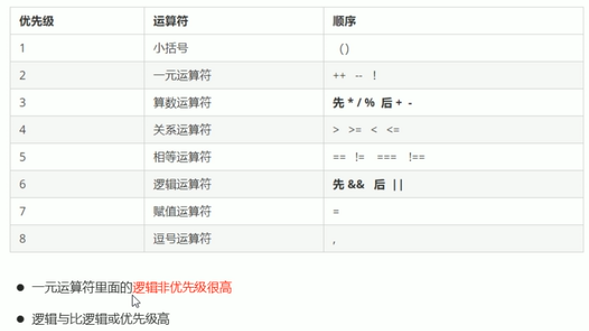 优先级 运算符 顺序
1 小括号 ()
2 一元运算符 ++ -- !
3 算数运算符 先 * / % 后 + -
4 关系运算符 > >= < <=
5 相等运算符 == != === !==
6 逻辑运算符 先 && 后 ||
7 赋值运算符 =
8 逗号运算符 ,
● 一元运算符里面的逻辑非优先级很高
● 逻辑与比逻辑或优先级高